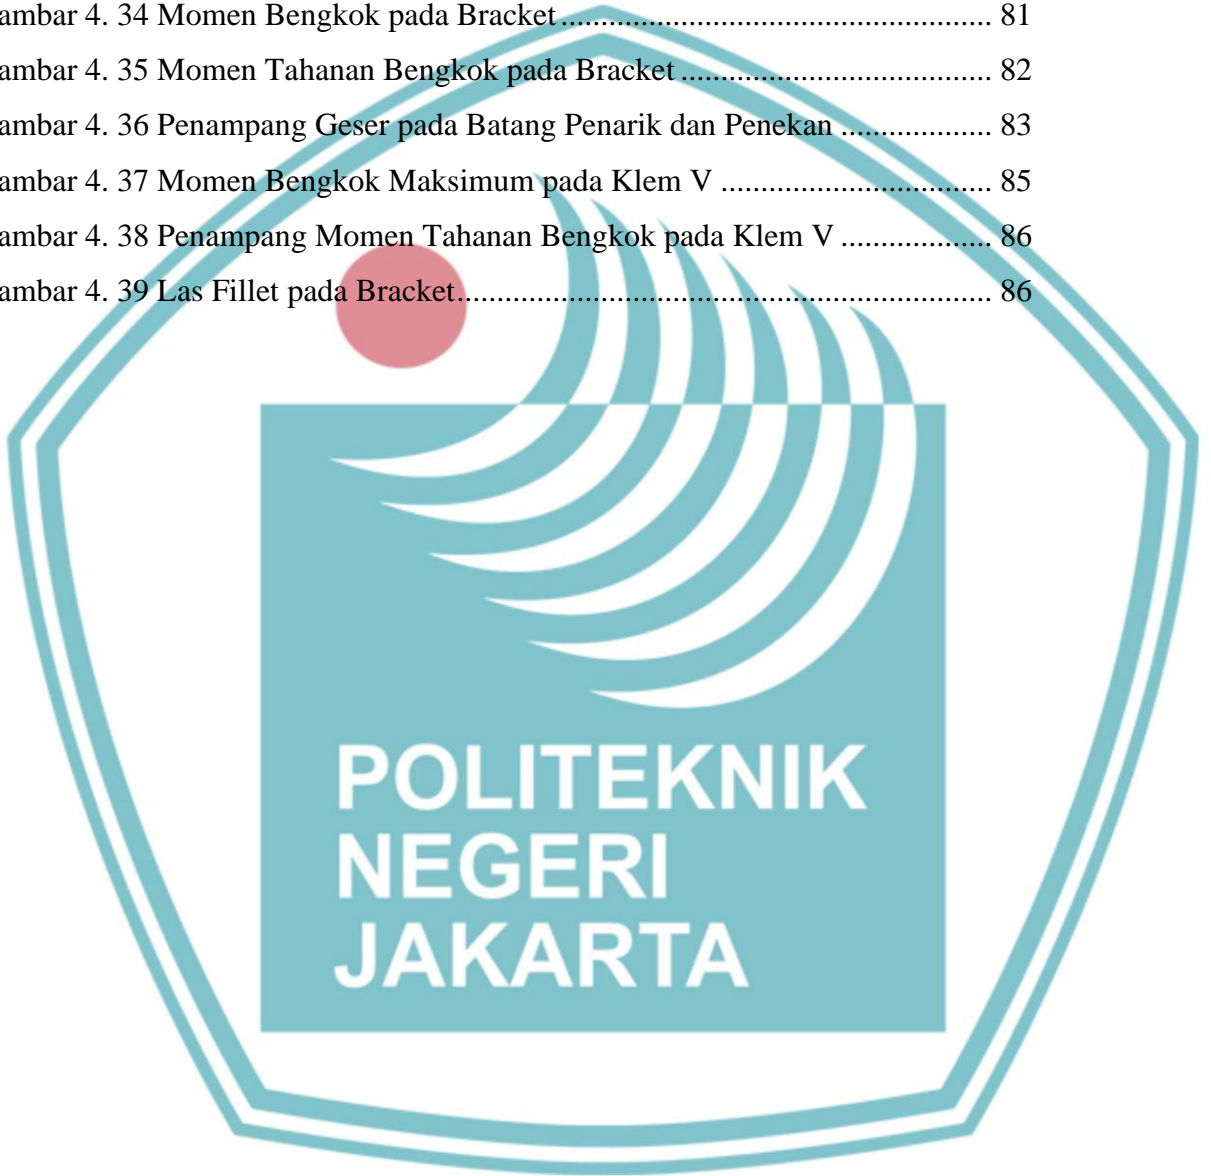 ambar 4. 34 Momen Bengkok pada Bracket ...................................................... 81
ambar 4. 35 Momen Tahanan Bengkok pada Bracket ....................................... 82
ambar 4. 36 Penampang Geser pada Batang Penarik dan Penekan ................... 83
ambar 4. 37 Momen Bengkok Maksimum pada Klem V .................................. 85
ambar 4. 38 Penampang Momen Tahanan Bengkok pada Klem V ................... 86
ambar 4. 39 Las Fillet pada Bracket................................................................... 86
POLITEKNIK
NEGERI
JAKARTA